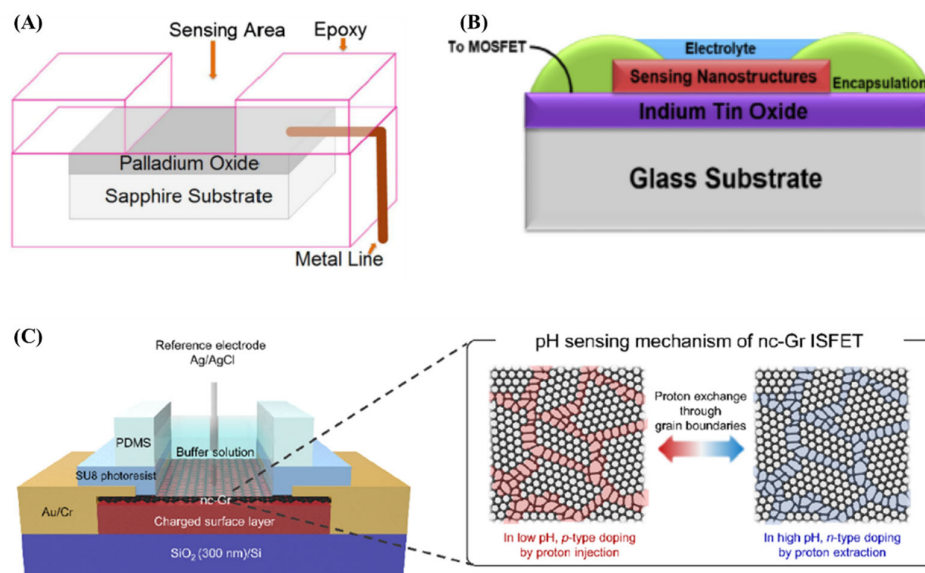 (A)
Sensing Area
Epoxy
Palladium Oxide
Sapphire Substrate
Metal Line
(B)
To MOSFET
Electrolyte
Sensing Nanostructures
Encapsulation
Indium Tin Oxide
Glass Substrate
(C)
Reference electrode
Ag/AgCl
PDMS
Buffer solution
SU8 photoresist
nc-Gr
Au/Cr
Charged surface layer
SiO₂ (300 nm)/Si
pH sensing mechanism of nc-Gr ISFET
Proton exchange
through
grain boundaries
In low pH, p-type doping
by proton injection
In high pH, n-type doping
by proton extraction